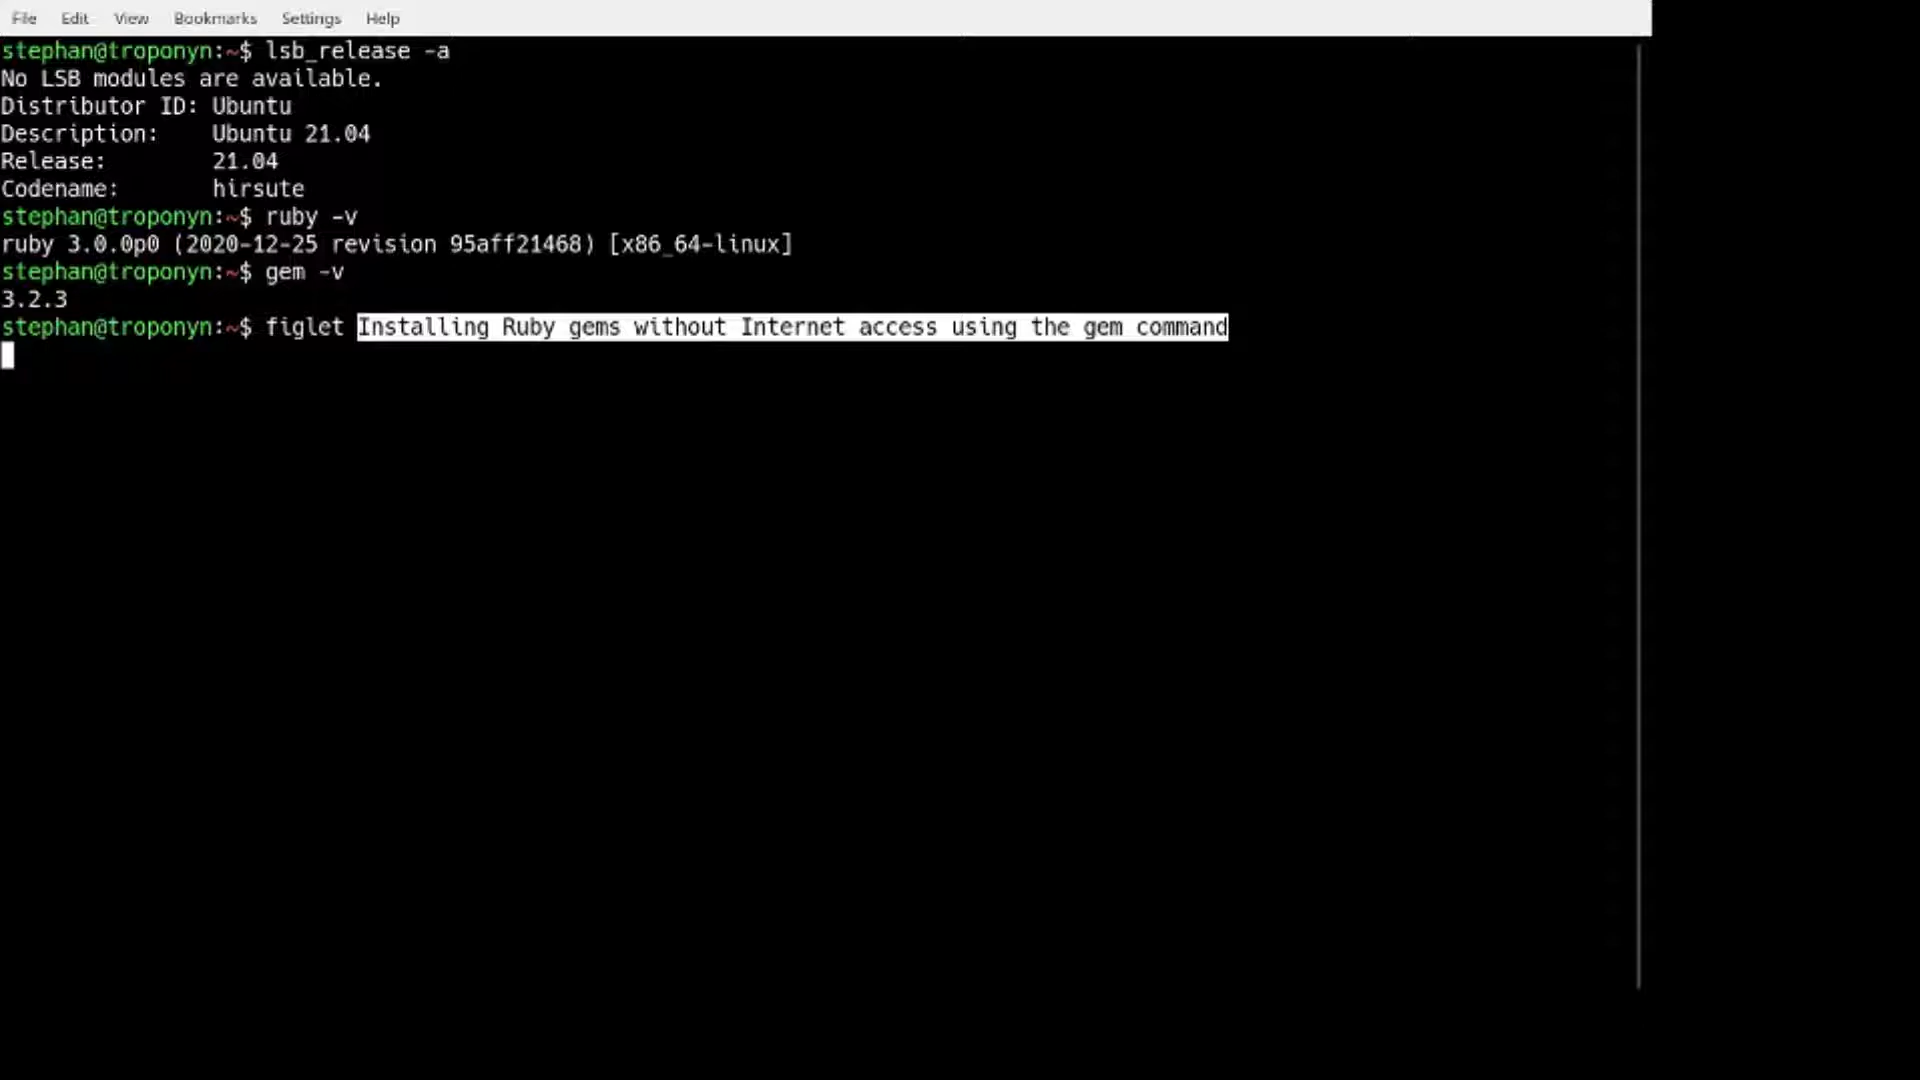 File Edit View Bookmarks Settings Help
stephan@troponyn:~$ lsb_release -a
No LSB modules are available.
Distributor ID: Ubuntu
Description:    Ubuntu 21.04
Release:        21.04
Codename:       hirsute
stephan@troponyn:~$ ruby -v
ruby 3.0.0p0 (2020-12-25 revision 95aff21468) [x86_64-linux]
stephan@troponyn:~$ gem -v
3.2.3
stephan@troponyn:~$ figlet Installing Ruby gems without Internet access using the gem command